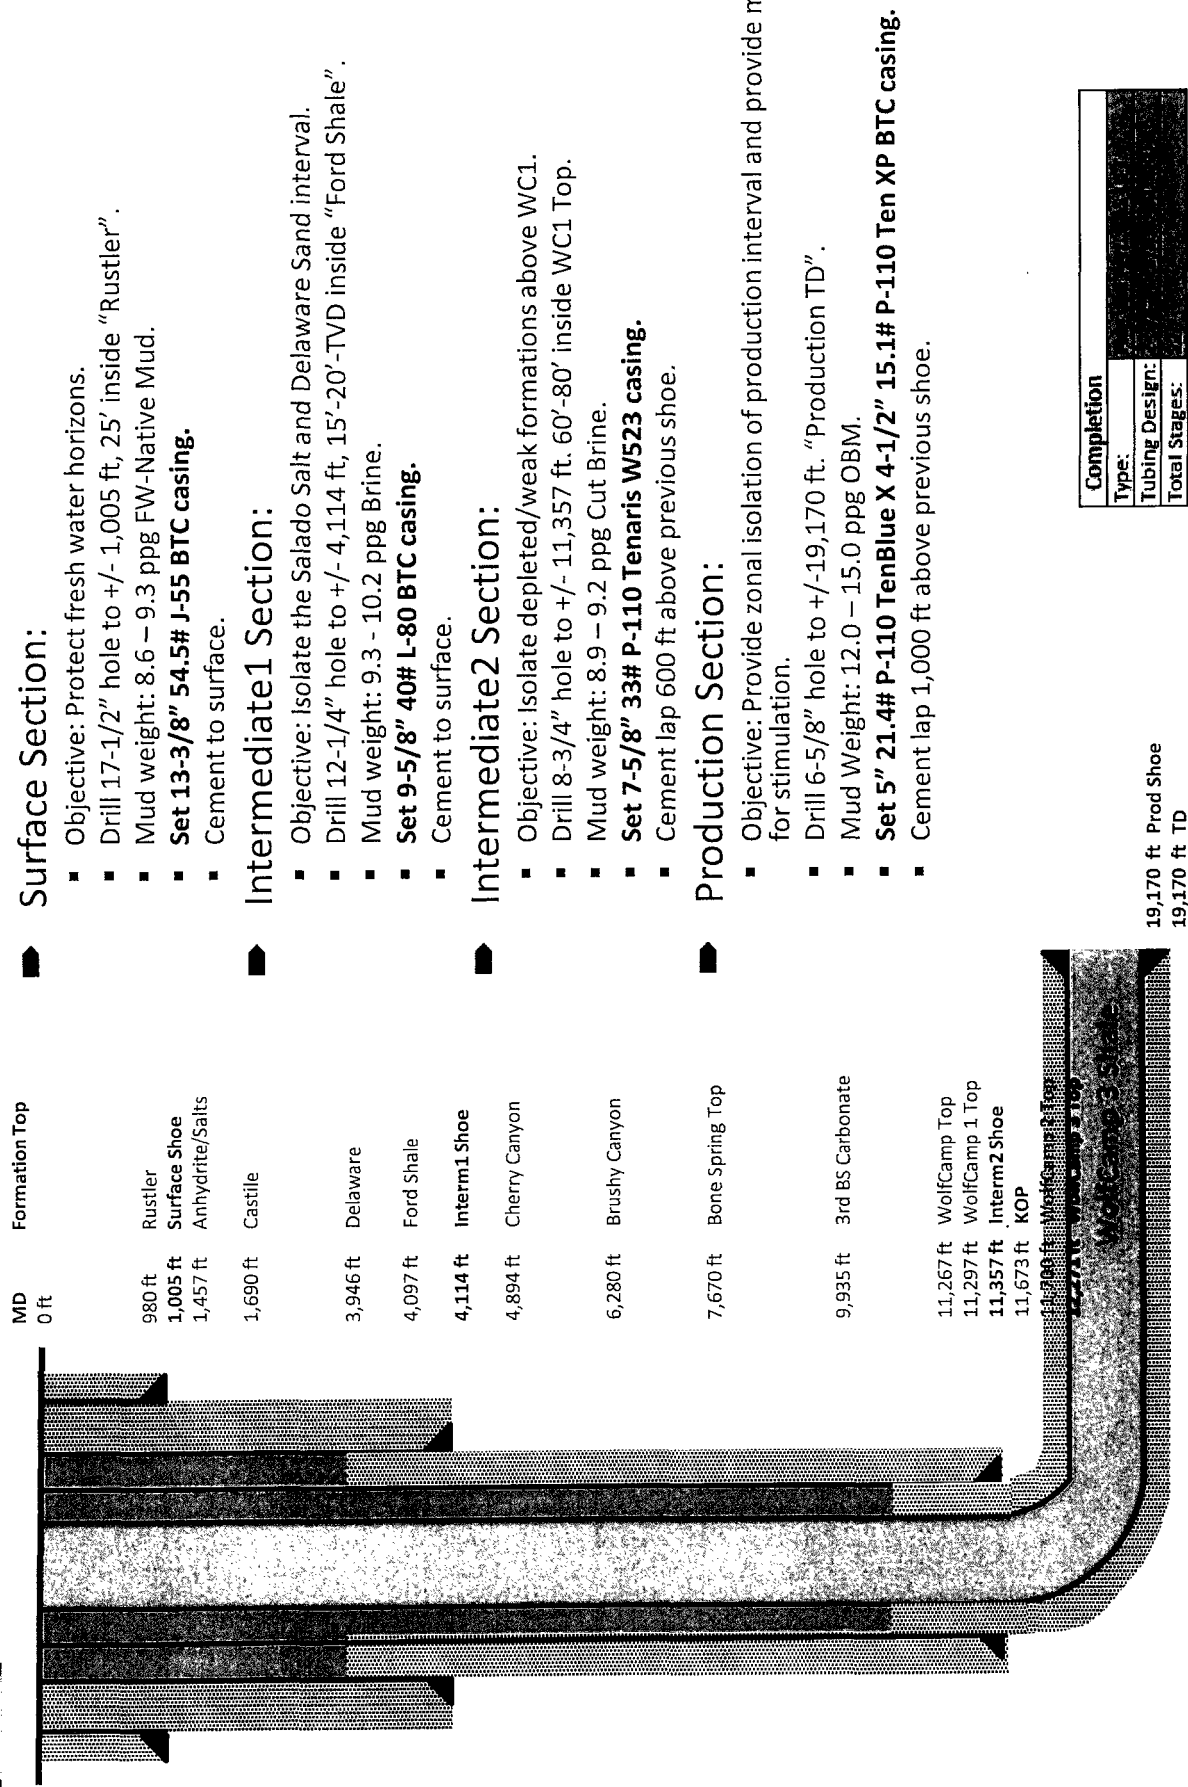 MD Formation Top
0 ft
980 ft Rustler
1,005 ft Surface Shoe
1,457 ft Anhydrite/Salts
1,690 ft Castile
3,946 ft Delaware
4,097 ft Ford Shale
4,114 ft Interm1 Shoe
4,894 ft Cherry Canyon
6,280 ft Brushy Canyon
7,670 ft Bone Spring Top
9,935 ft 3rd BS Carbonate
11,267 ft WolfCamp Top
11,297 ft WolfCamp 1 Top
11,357 ft Interm2 Shoe
11,673 ft KOP
WolfCamp 2 Top
12,271 ft WolfCamp 3 Top
WolfCamp 3 Shale
19,170 ft Prod Shoe
19,170 ft TD
Surface Section:
▪ Objective: Protect fresh water horizons.
▪ Drill 17-1/2” hole to +/- 1,005 ft, 25’ inside “Rustler”.
▪ Mud weight: 8.6 – 9.3 ppg FW-Native Mud.
▪ Set 13-3/8” 54.5# J-55 BTC casing.
▪ Cement to surface.
Intermediate1 Section:
▪ Objective: Isolate the Salado Salt and Delaware Sand interval.
▪ Drill 12-1/4” hole to +/- 4,114 ft, 15’-20’-TVD inside “Ford Shale”.
▪ Mud weight: 9.3 - 10.2 ppg Brine.
▪ Set 9-5/8” 40# L-80 BTC casing.
▪ Cement to surface.
Intermediate2 Section:
▪ Objective: Isolate depleted/weak formations above WC1.
▪ Drill 8-3/4” hole to +/- 11,357 ft. 60’-80’ inside WC1 Top.
▪ Mud weight: 8.9 – 9.2 ppg Cut Brine.
▪ Set 7-5/8” 33# P-110 Tenaris W523 casing.
▪ Cement lap 600 ft above previous shoe.
Production Section:
▪ Objective: Provide zonal isolation of production interval and provide
for stimulation.
▪ Drill 6-5/8” hole to +/-19,170 ft. “Production TD”.
▪ Mud Weight: 12.0 – 15.0 ppg OBM.
▪ Set 5” 21.4# P-110 TenBlue X 4-1/2” 15.1# P-110 Ten XP BTC casing.
▪ Cement lap 1,000 ft above previous shoe.
Completion
Type:
Tubing Design:
Total Stages: